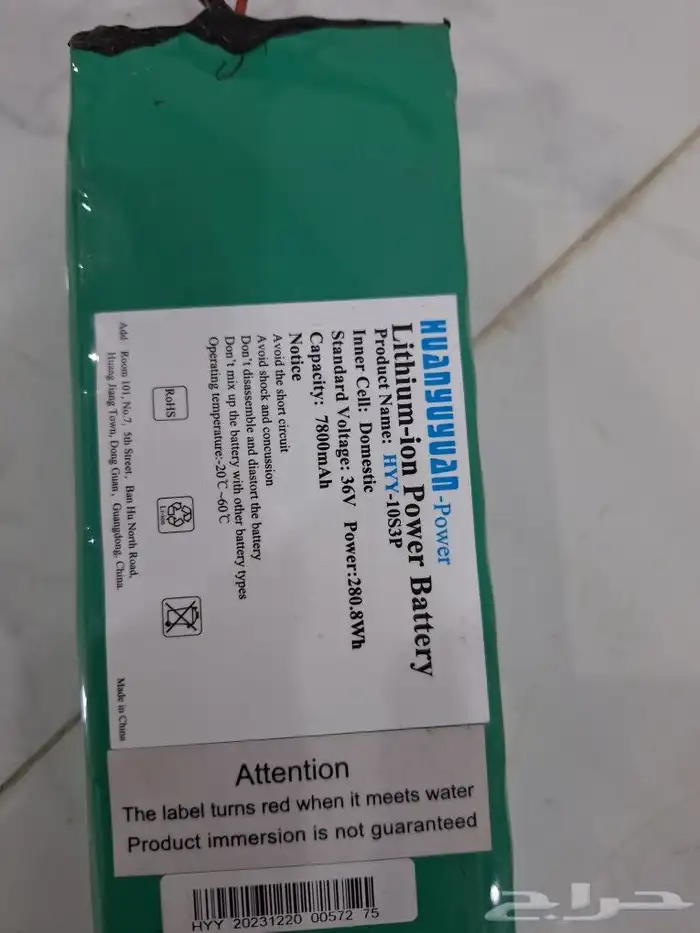 HUANYUYUAN-Power
Lithium-ion Power Battery
Product Name: HYY-10S3P
Inner Cell: Domestic
Standard Voltage: 36V Power:280.8Wh
Capacity: 7800mAh
Notice
Avoid the short circuit
Avoid shock and concussion
Don't disassemble and diastort the battery
Don't mix up the battery with other battery types
Operating temperature:-20℃~60℃
RoHS
Li-ion
Add: Room 101, No.7, 5th Street, Ban Hu North Road,
Huang Jiang Town, Dong Guan, Guangdong, China.
Made in China
Attention
The label turns red when it meets water
Product immersion is not guaranteed
HYY 20231220 00572 75
حراج